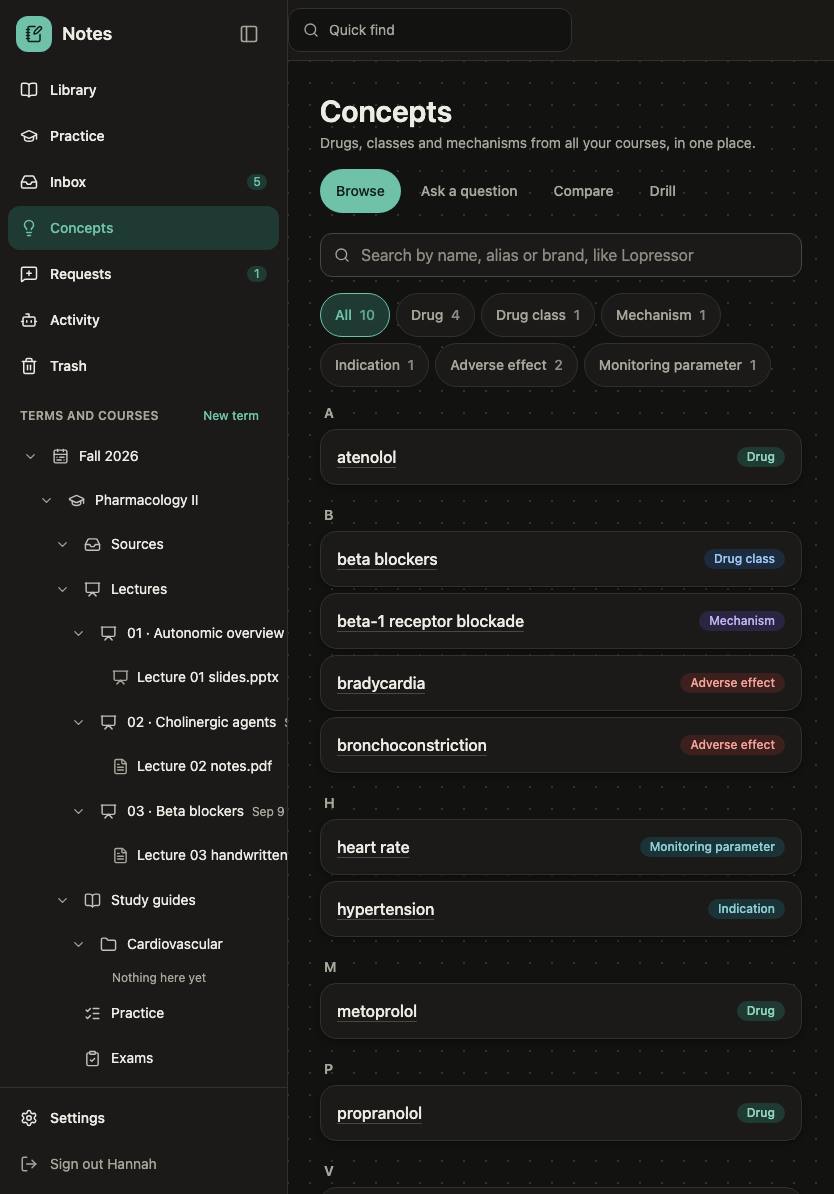 Notes
Quick find
Library
Practice
Inbox 5
Concepts
Requests 1
Activity
Trash
TERMS AND COURSES New term
Fall 2026
Pharmacology II
Sources
Lectures
01 · Autonomic overview
Lecture 01 slides.pptx
02 · Cholinergic agents
Lecture 02 notes.pdf
03 · Beta blockers Sep 9
Lecture 03 handwritten
Study guides
Cardiovascular
Nothing here yet
Practice
Exams
Settings
Sign out Hannah
Concepts
Drugs, classes and mechanisms from all your courses, in one place.
Browse Ask a question Compare Drill
Search by name, alias or brand, like Lopressor
All 10 Drug 4 Drug class 1 Mechanism 1
Indication 1 Adverse effect 2 Monitoring parameter 1
A
atenolol Drug
B
beta blockers Drug class
beta-1 receptor blockade Mechanism
bradycardia Adverse effect
bronchoconstriction Adverse effect
H
heart rate Monitoring parameter
hypertension Indication
M
metoprolol Drug
P
propranolol Drug
V